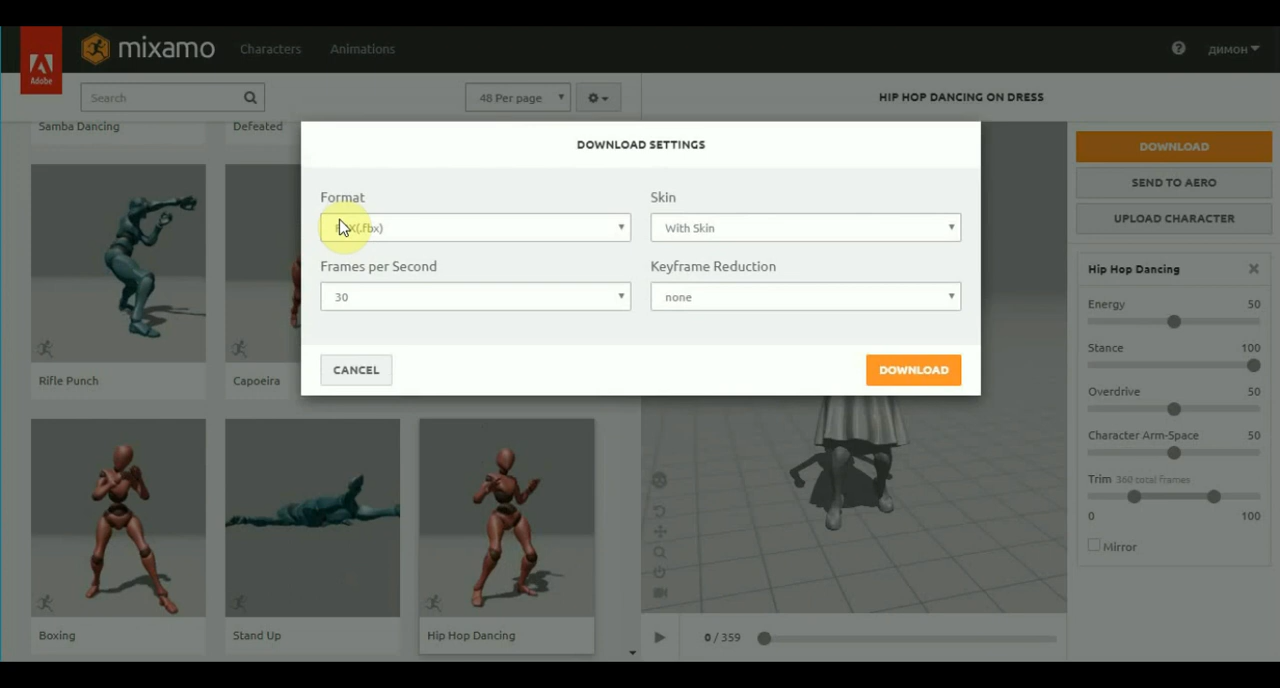 Adobe
mixamo
Characters
Animations
димон
Search
48 Per page
HIP HOP DANCING ON DRESS
Samba Dancing
Defeated
DOWNLOAD SETTINGS
Format
Skin
(.fbx)
With Skin
Frames per Second
Keyframe Reduction
30
none
CANCEL
DOWNLOAD
DOWNLOAD
SEND TO AERO
UPLOAD CHARACTER
Hip Hop Dancing
Energy 50
Stance 100
Overdrive 50
Character Arm-Space 50
Trim 360 total frames
0 100
Mirror
Rifle Punch
Capoeira
Boxing
Stand Up
Hip Hop Dancing
0 / 359